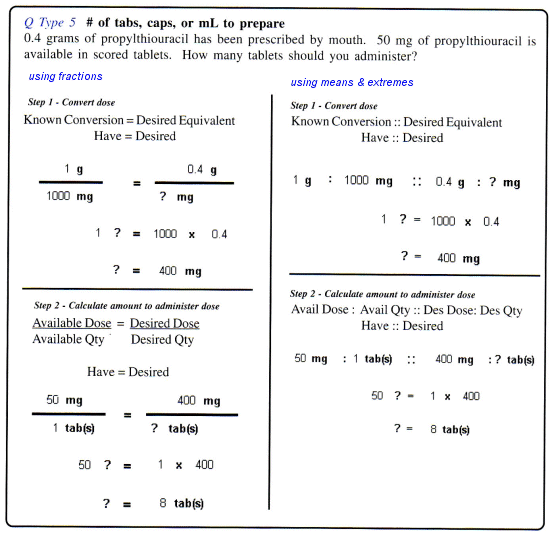 Q Type 5 # of tabs, caps, or mL to prepare
0.4 grams of propylthiouracil has been prescribed by mouth. 50 mg of propylthiouracil is
available in scored tablets. How many tablets should you administer?
using fractions
Step 1 - Convert dose
Known Conversion = Desired Equivalent
Have = Desired
1 g = 0.4 g
1000 mg ? mg
1 ? = 1000 x 0.4
? = 400 mg
Step 2 - Calculate amount to administer dose
Available Dose = Desired Dose
Available Qty Desired Qty
Have = Desired
50 mg = 400 mg
1 tab(s) ? tab(s)
50 ? = 1 x 400
? = 8 tab(s)
using means & extremes
Step 1 - Convert dose
Known Conversion :: Desired Equivalent
Have :: Desired
1 g : 1000 mg :: 0.4 g : ? mg
1 ? = 1000 x 0.4
? = 400 mg
Step 2 - Calculate amount to administer dose
Avail Dose : Avail Qty :: Des Dose: Des Qty
Have :: Desired
50 mg : 1 tab(s) :: 400 mg : ? tab(s)
50 ? = 1 x 400
? = 8 tab(s)